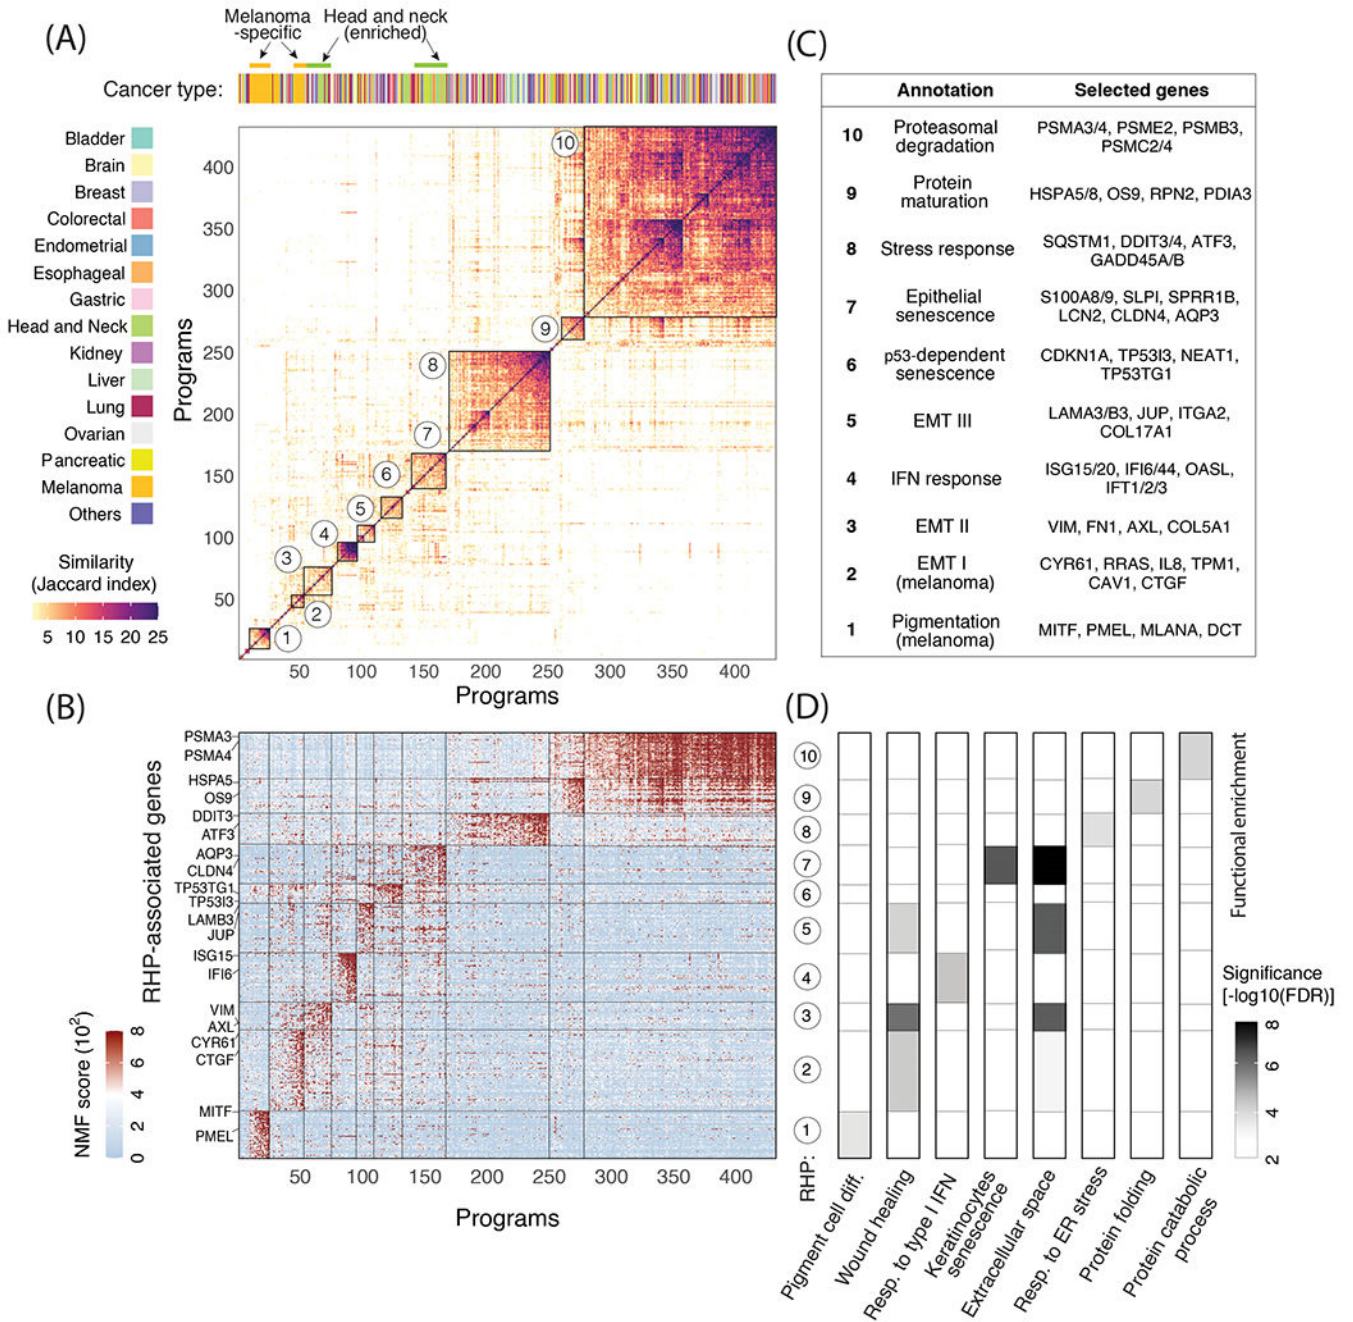 (A)
Melanoma
-specific
Head and neck
(enriched)
Cancer type:
Bladder
Brain
Breast
Colorectal
Endometrial
Esophageal
Gastric
Head and Neck
Kidney
Liver
Lung
Ovarian
Pancreatic
Melanoma
Others
Similarity
(Jaccard index)
5 10 15 20 25
Programs
400
350
300
250
200
150
100
50
10
9
8
7
6
5
4
3
2
1
50 100 150 200 250 300 350 400
Programs
(C)
Annotation Selected genes
10 Proteasomal degradation PSMA3/4, PSME2, PSMB3, PSMC2/4
9 Protein maturation HSPA5/8, OS9, RPN2, PDIA3
8 Stress response SQSTM1, DDIT3/4, ATF3, GADD45A/B
7 Epithelial senescence S100A8/9, SLPI, SPRR1B, LCN2, CLDN4, AQP3
6 p53-dependent senescence CDKN1A, TP53I3, NEAT1, TP53TG1
5 EMT III LAMA3/B3, JUP, ITGA2, COL17A1
4 IFN response ISG15/20, IFI6/44, OASL, IFT1/2/3
3 EMT II VIM, FN1, AXL, COL5A1
2 EMT I (melanoma) CYR61, RRAS, IL8, TPM1, CAV1, CTGF
1 Pigmentation (melanoma) MITF, PMEL, MLANA, DCT
(B)
RHP-associated genes
PSMA3
PSMA4
HSPA5
OS9
DDIT3
ATF3
AQP3
CLDN4
TP53TG1
TP53I3
LAMB3
JUP
ISG15
IFI6
VIM
AXL
CYR61
CTGF
MITF
PMEL
NMF score (10²)
8
6
4
2
0
50 100 150 200 250 300 350 400
Programs
(D)
10
9
8
7
6
5
4
3
2
1
RHP:
Pigment cell diff.
Wound healing
Resp. to type I IFN
Keratinocytes
senescence
Extracellular space
Resp. to ER stress
Protein folding
Protein catabolic
process
Functional enrichment
Significance
[-log10(FDR)]
8
6
4
2